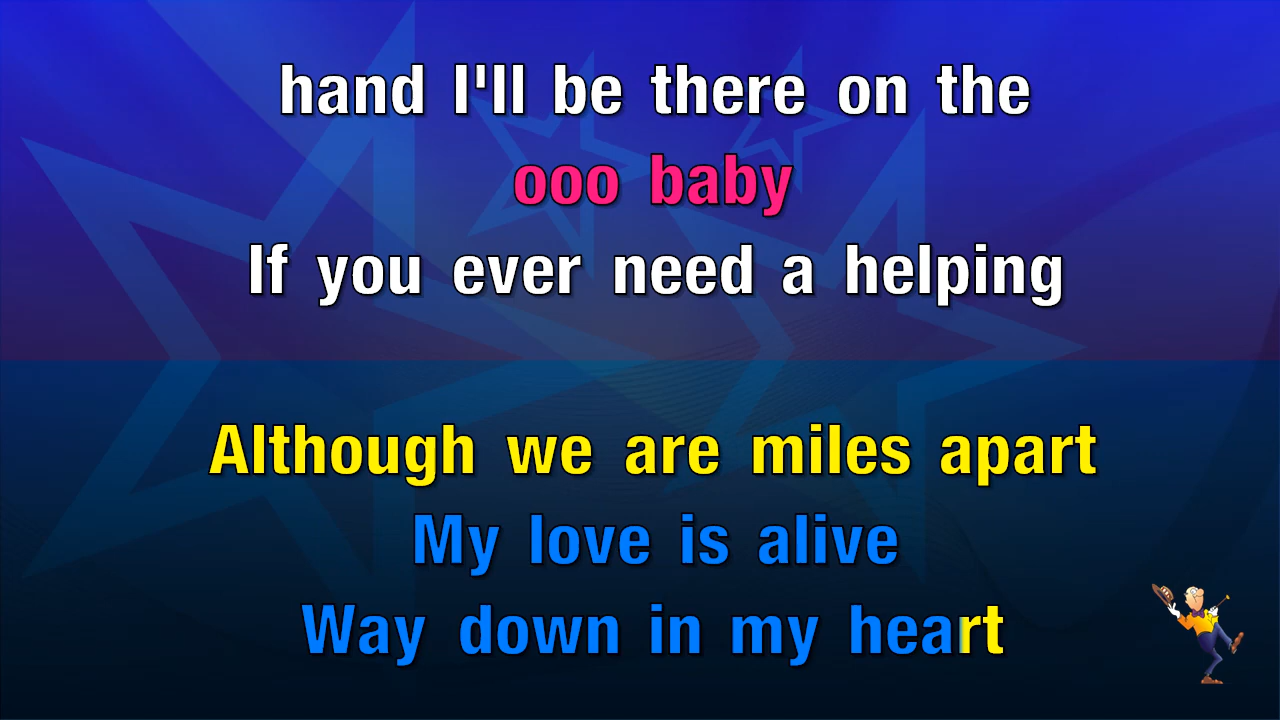 hand I'll be there on the
ooo baby
If you ever need a helping
Although we are miles apart
My love is alive
Way down in my heart